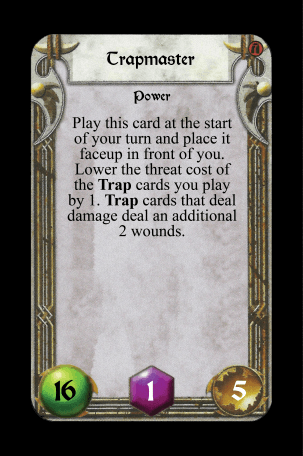 Trapmaster
Power
Play this card at the start
of your turn and place it
faceup in front of you.
Lower the threat cost of
the Trap cards you play
by 1. Trap cards that deal
damage deal an additional
2 wounds.
16
1
5